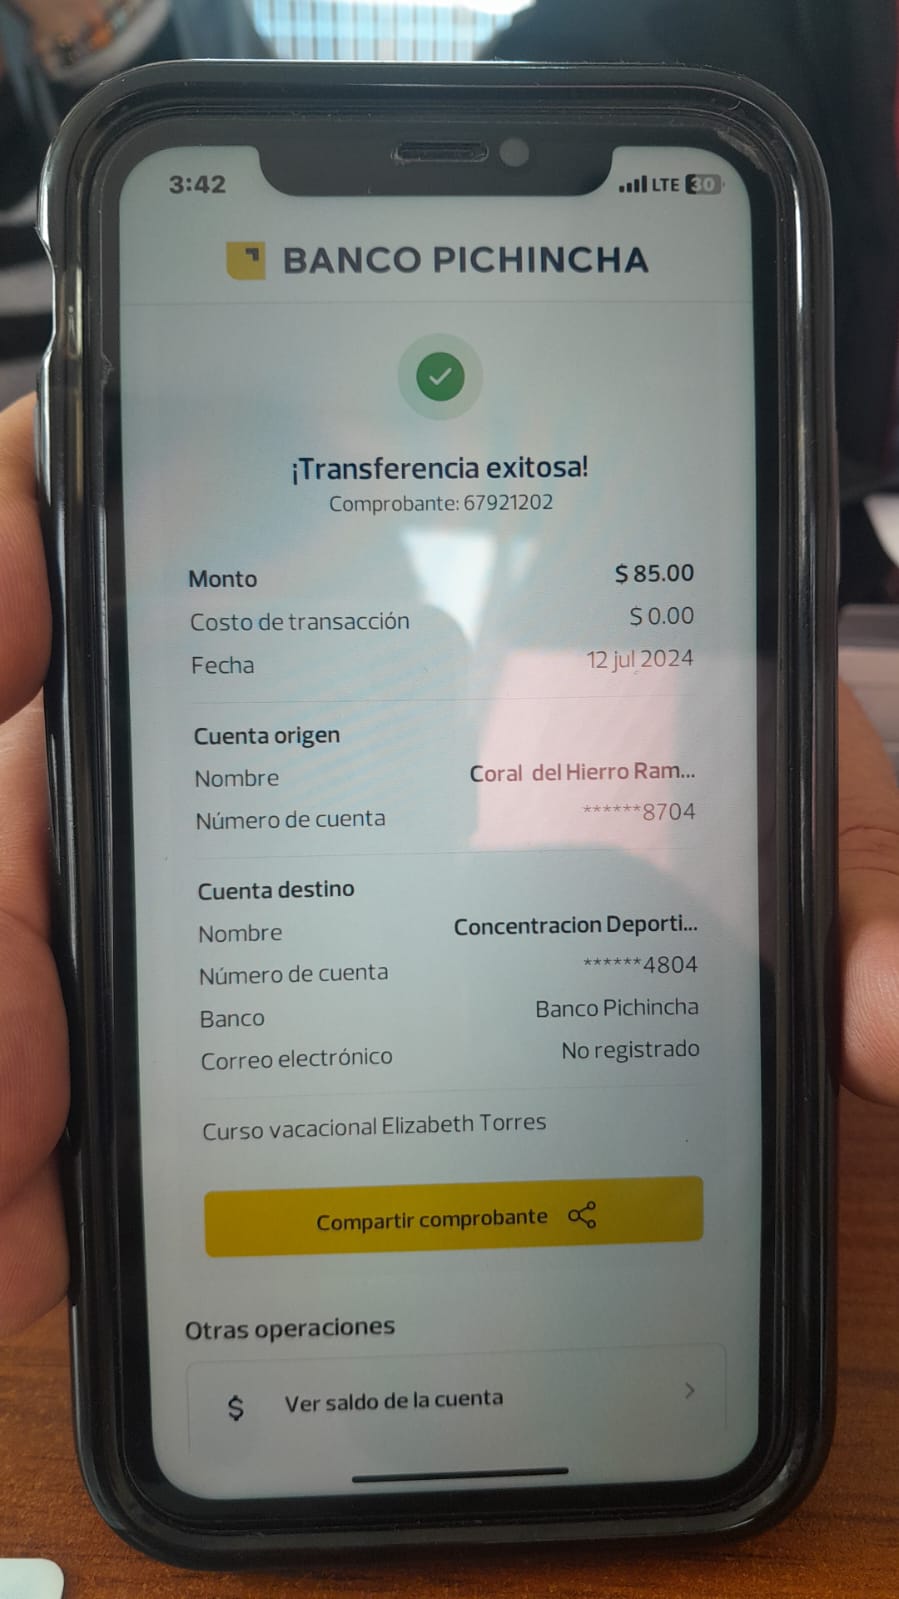 3:42 LTE 30
BANCO PICHINCHA
¡Transferencia exitosa!
Comprobante: 67921202
Monto $ 85.00
Costo de transacción $ 0.00
Fecha 12 jul 2024
Cuenta origen
Nombre Coral del Hierro Ram...
Número de cuenta ******8704
Cuenta destino
Nombre Concentracion Deporti...
Número de cuenta ******4804
Banco Banco Pichincha
Correo electrónico No registrado
Curso vacacional Elizabeth Torres
Compartir comprobante
Otras operaciones
$ Ver saldo de la cuenta